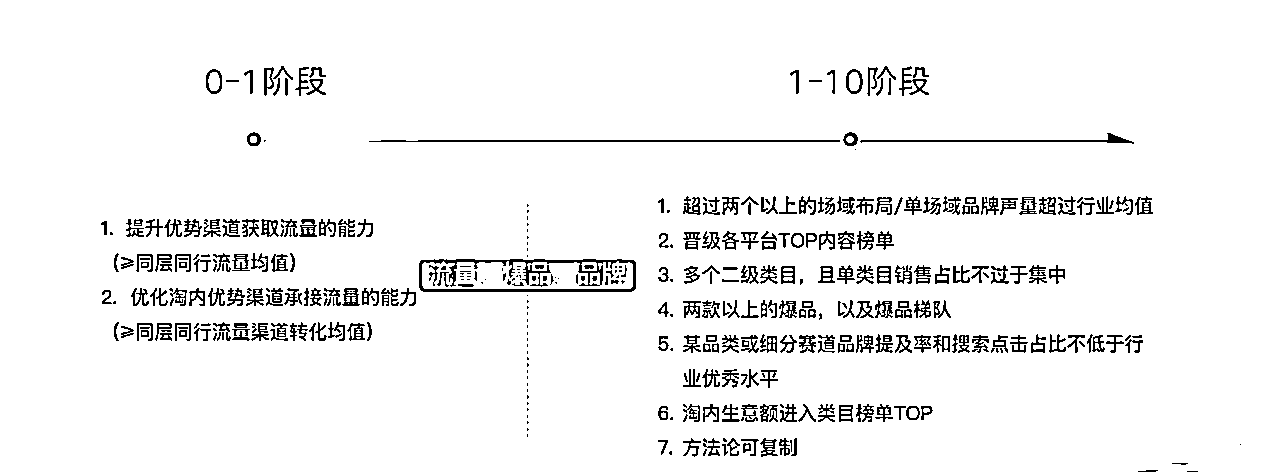 0-1阶段
1-10阶段
1. 提升优势渠道获取流量的能力
(≥同层同行流量均值)
2. 优化淘内优势渠道承接流量的能力
(≥同层同行流量渠道转化均值)
流量、爆品、品牌
1. 超过两个以上的场域布局/单场域品牌声量超过行业均值
2. 晋级各平台TOP内容榜单
3. 多个二级类目，且单类目销售占比不过于集中
4. 两款以上的爆品，以及爆品梯队
5. 某品类或细分赛道品牌提及率和搜索点击占比不低于行
业优秀水平
6. 淘内生意额进入类目榜单TOP
7. 方法论可复制